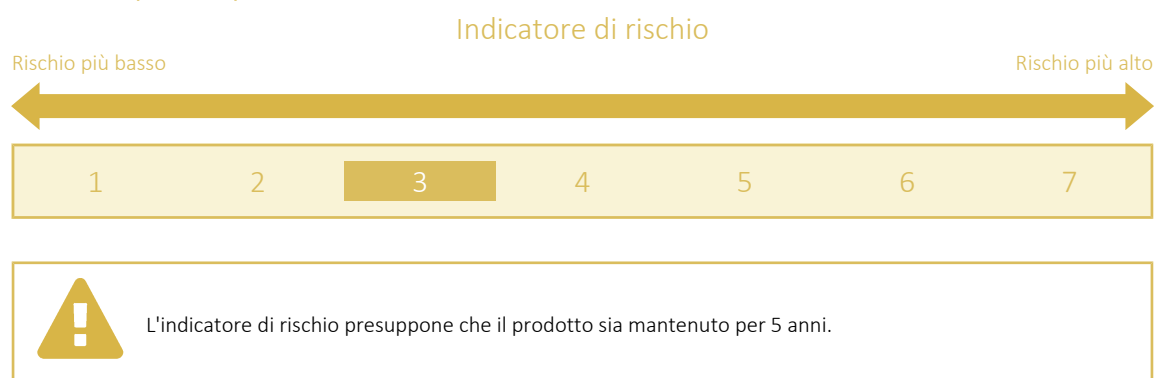 Indicatore di rischio
Rischio più basso
Rischio più alto
1 2 3 4 5 6 7
L'indicatore di rischio presuppone che il prodotto sia mantenuto per 5 anni.